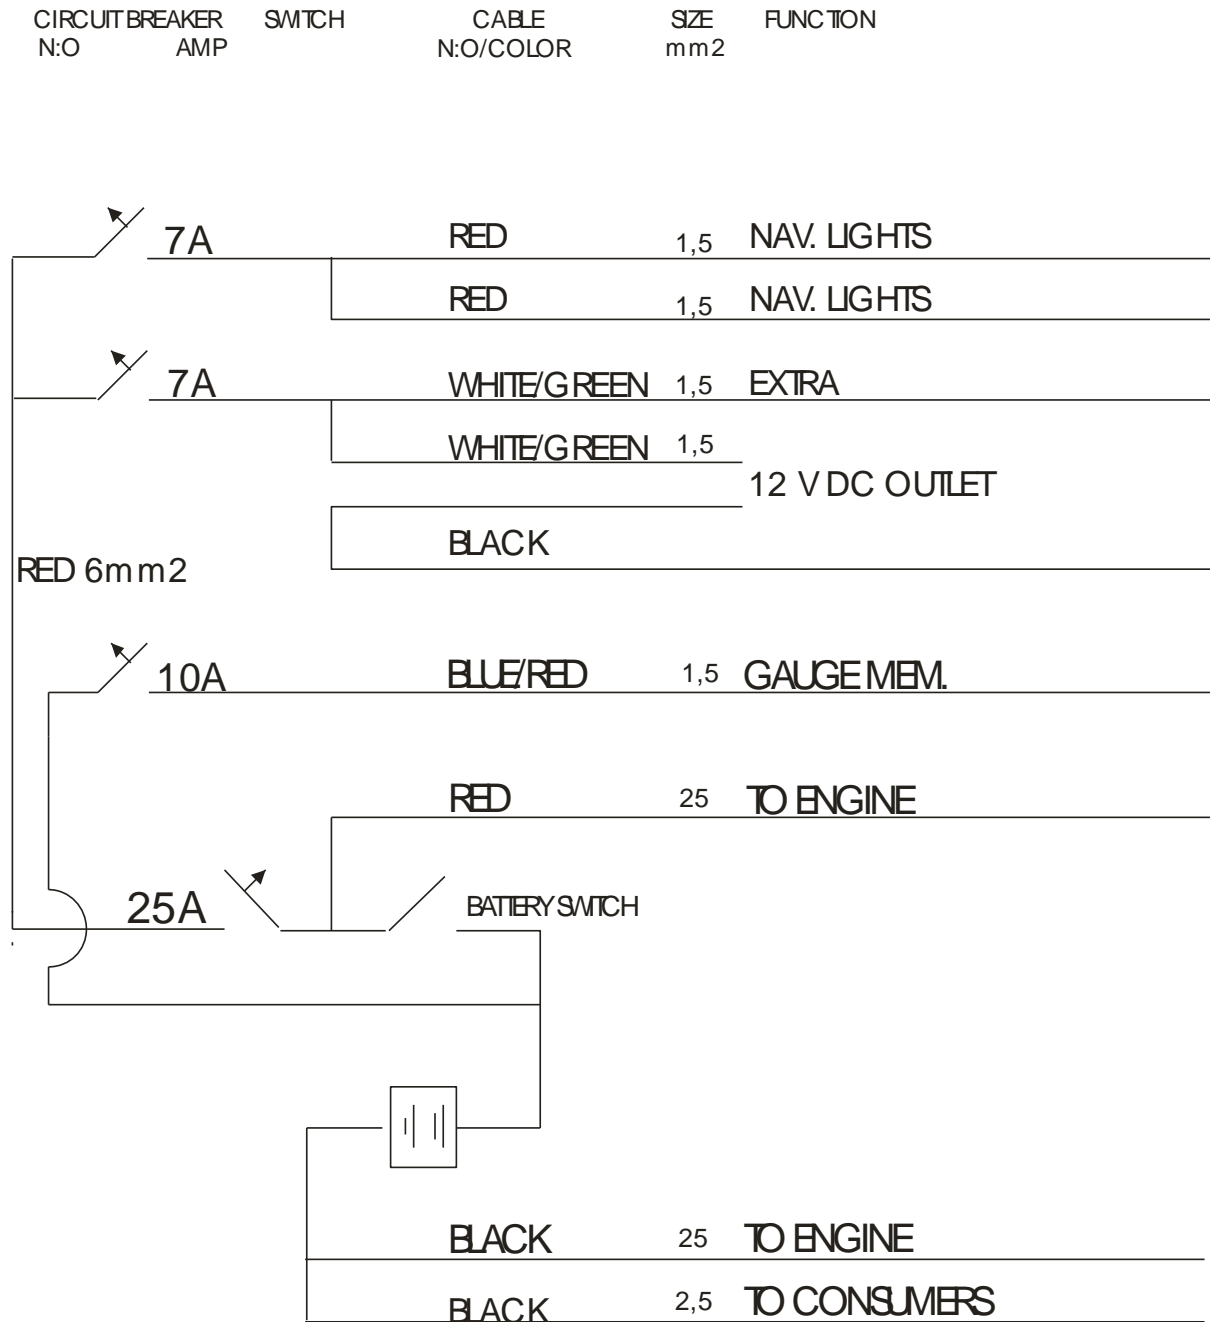 CIRCUIT BREAKER SWITCH CABLE SIZE FUNCTION
N:O AMP N:O/COLOR mm2
7A RED 1,5 NAV. LIGHTS
RED 1,5 NAV. LIGHTS
7A WHITE/GREEN 1,5 EXTRA
WHITE/GREEN 1,5
12 V DC OUTLET
BLACK
RED 6mm2
10A BLUE/RED 1,5 GAUGE MEM.
RED 25 TO ENGINE
25A BATTERY SWITCH
BLACK 25 TO ENGINE
BLACK 2,5 TO CONSUMERS